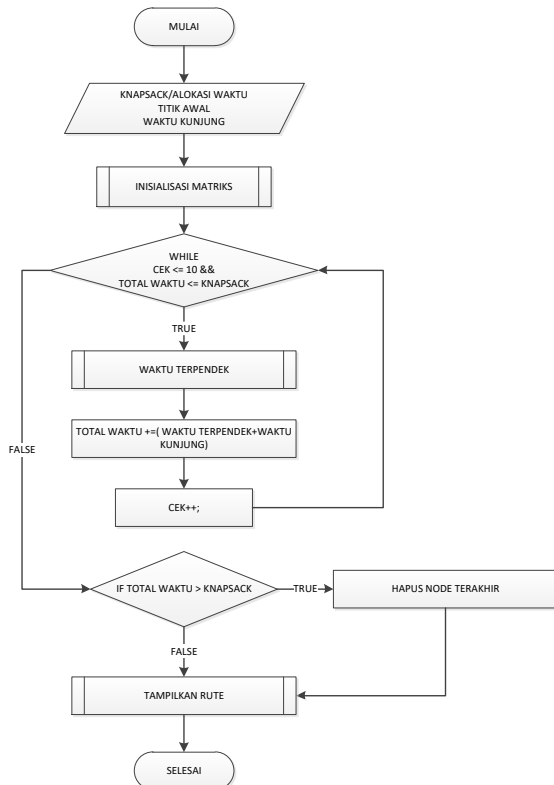 MULAI
KNAPSACK/ALOKASI WAKTU
TITIK AWAL
WAKTU KUNJUNG
INISIALISASI MATRIKS
WHILE
CEK <= 10 &&
TOTAL WAKTU <= KNAPSACK
TRUE
WAKTU TERPENDEK
TOTAL WAKTU +=( WAKTU TERPENDEK+WAKTU
KUNJUNG)
FALSE
CEK++;
IF TOTAL WAKTU > KNAPSACK
TRUE
HAPUS NODE TERAKHIR
FALSE
TAMPILKAN RUTE
SELESAI